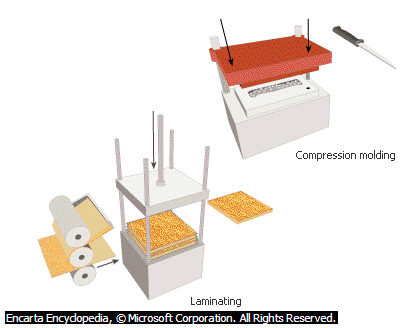 Compression molding
Laminating
Encarta Encyclopedia, © Microsoft Corporation. All Rights Reserved.